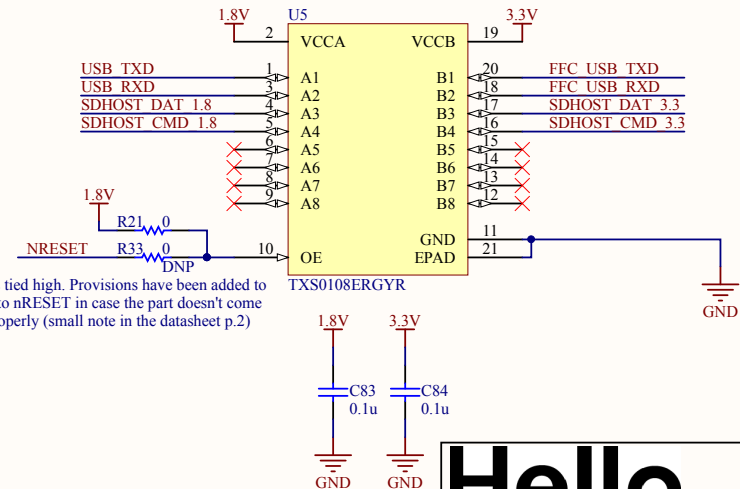 1.8V
U5
3.3V
2 VCCA VCCB 19
USB_TXD 1 A1 B1 20 FFC_USB_TXD
USB_RXD 3 A2 B2 18 FFC_USB_RXD
SDHOST_DAT_1.8 4 A3 B3 17 SDHOST_DAT_3.3
SDHOST_CMD_1.8 5 A4 B4 16 SDHOST_CMD_3.3
6 A5 B5 15
7 A6 B6 14
8 A7 B7 13
9 A8 B8 12
1.8V
R21 0
GND 11
NRESET R33 0 10 OE EPAD 21
DNP
TXS0108ERGYR
tied high. Provisions have been added to
to nRESET in case the part doesn't come
operly (small note in the datasheet p.2)
GND
1.8V 3.3V
C83 C84
0.1u 0.1u
GND GND
Hello